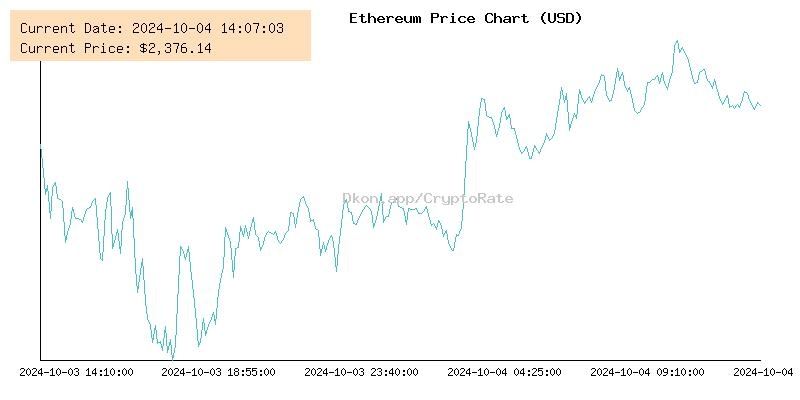 Ethereum Price Chart (USD)
Current Date: 2024-10-04 14:07:03
Current Price: $2,376.14
Dkoni.app/CryptoRate
2024-10-03 14:10:00 2024-10-03 18:55:00 2024-10-03 23:40:00 2024-10-04 04:25:00 2024-10-04 09:10:00 2024-10-04